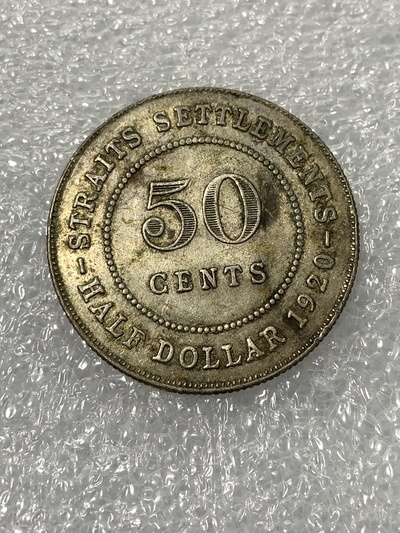 STRAITS SETTLEMENTS
50
CENTS
HALF DOLLAR 1920